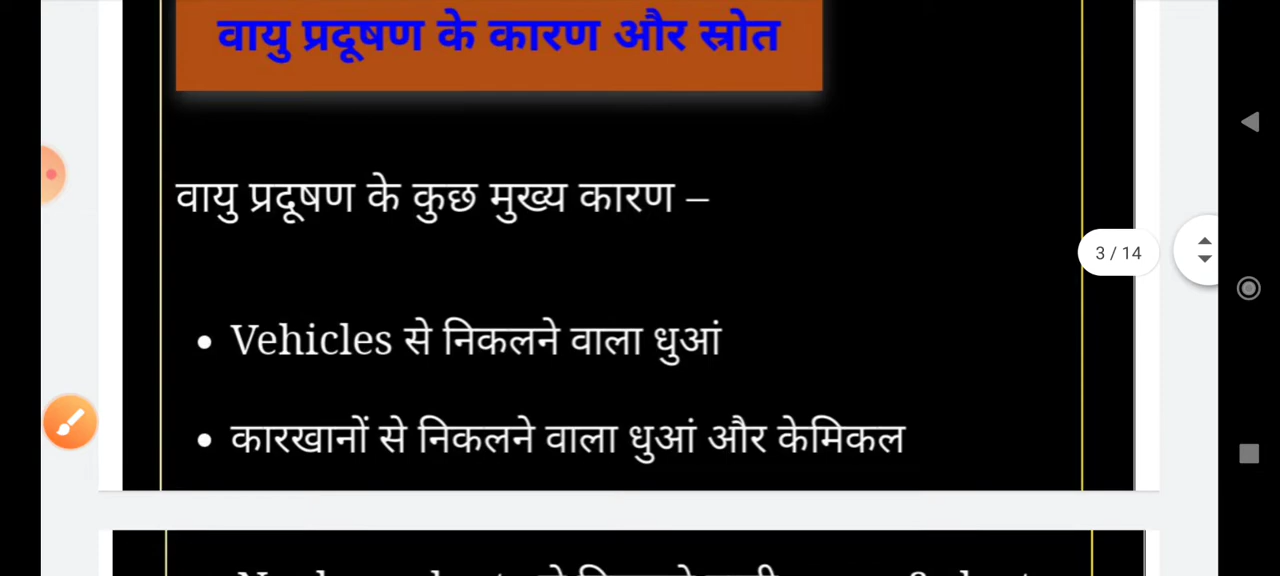 वायु प्रदूषण के कारण और स्रोत
वायु प्रदूषण के कुछ मुख्य कारण –
3 / 14
• Vehicles से निकलने वाला धुआं
• कारखानों से निकलने वाला धुआं और केमिकल